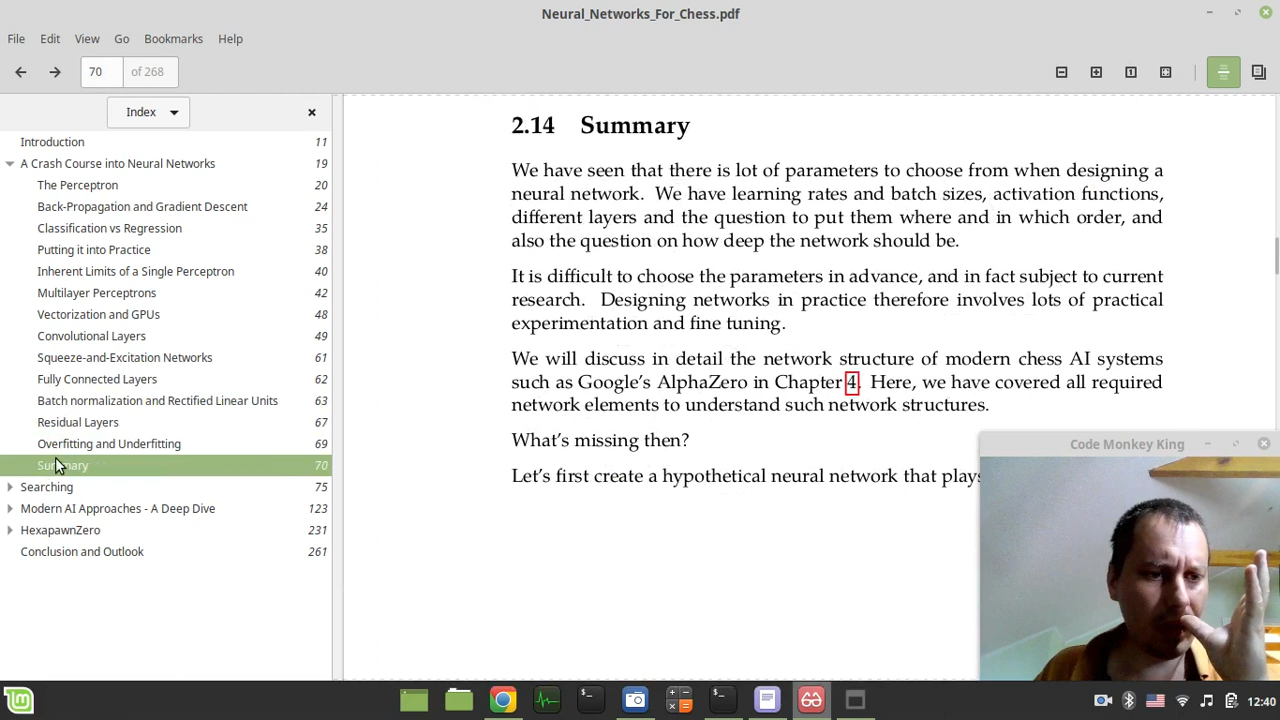 Neural_Networks_For_Chess.pdf
File Edit View Go Bookmarks Help
70 of 268
Index
Introduction 11
A Crash Course into Neural Networks 19
The Perceptron 20
Back-Propagation and Gradient Descent 24
Classification vs Regression 35
Putting it into Practice 38
Inherent Limits of a Single Perceptron 40
Multilayer Perceptrons 42
Vectorization and GPUs 48
Convolutional Layers 49
Squeeze-and-Excitation Networks 61
Fully Connected Layers 62
Batch normalization and Rectified Linear Units 63
Residual Layers 67
Overfitting and Underfitting 69
Summary 70
Searching 75
Modern AI Approaches - A Deep Dive 123
HexapawnZero 231
Conclusion and Outlook 261
2.14 Summary
We have seen that there is lot of parameters to choose from when designing a
neural network. We have learning rates and batch sizes, activation functions,
different layers and the question to put them where and in which order, and
also the question on how deep the network should be.
It is difficult to choose the parameters in advance, and in fact subject to current
research. Designing networks in practice therefore involves lots of practical
experimentation and fine tuning.
We will discuss in detail the network structure of modern chess AI systems
such as Google's AlphaZero in Chapter 4. Here, we have covered all required
network elements to understand such network structures.
What's missing then?
Let's first create a hypothetical neural network that plays
Code Monkey King
12:40